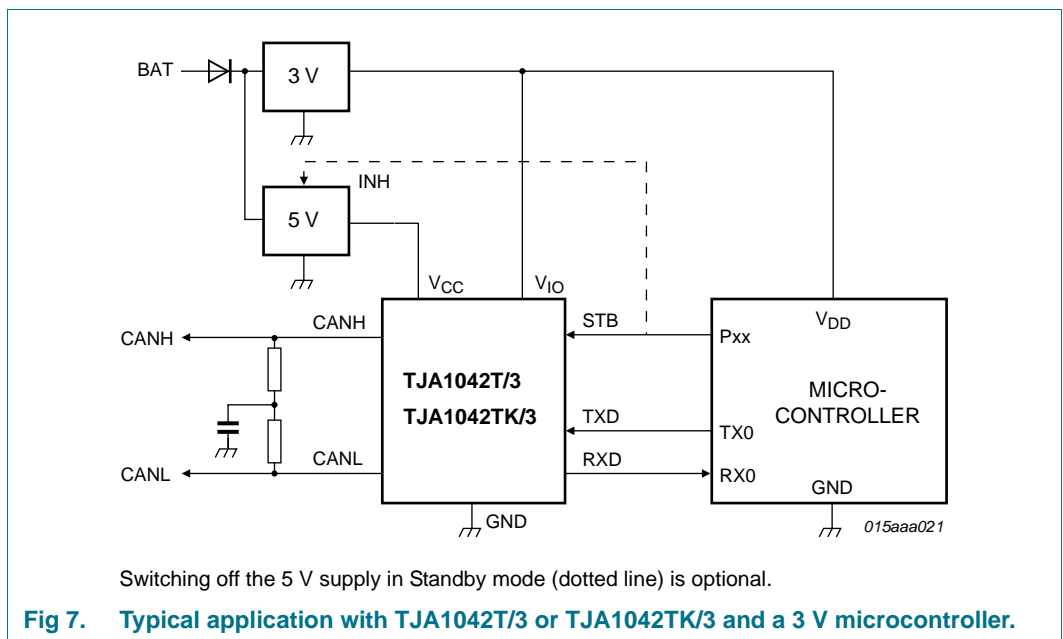 BAT
3 V
INH
5 V
VCC
VIO
CANH
CANH
STB
Pxx
VDD
TJA1042T/3
TJA1042TK/3
MICRO-
CONTROLLER
TXD
TX0
CANL
CANL
RXD
RX0
GND
GND
015aaa021
Switching off the 5 V supply in Standby mode (dotted line) is optional.
Fig 7. Typical application with TJA1042T/3 or TJA1042TK/3 and a 3 V microcontroller.